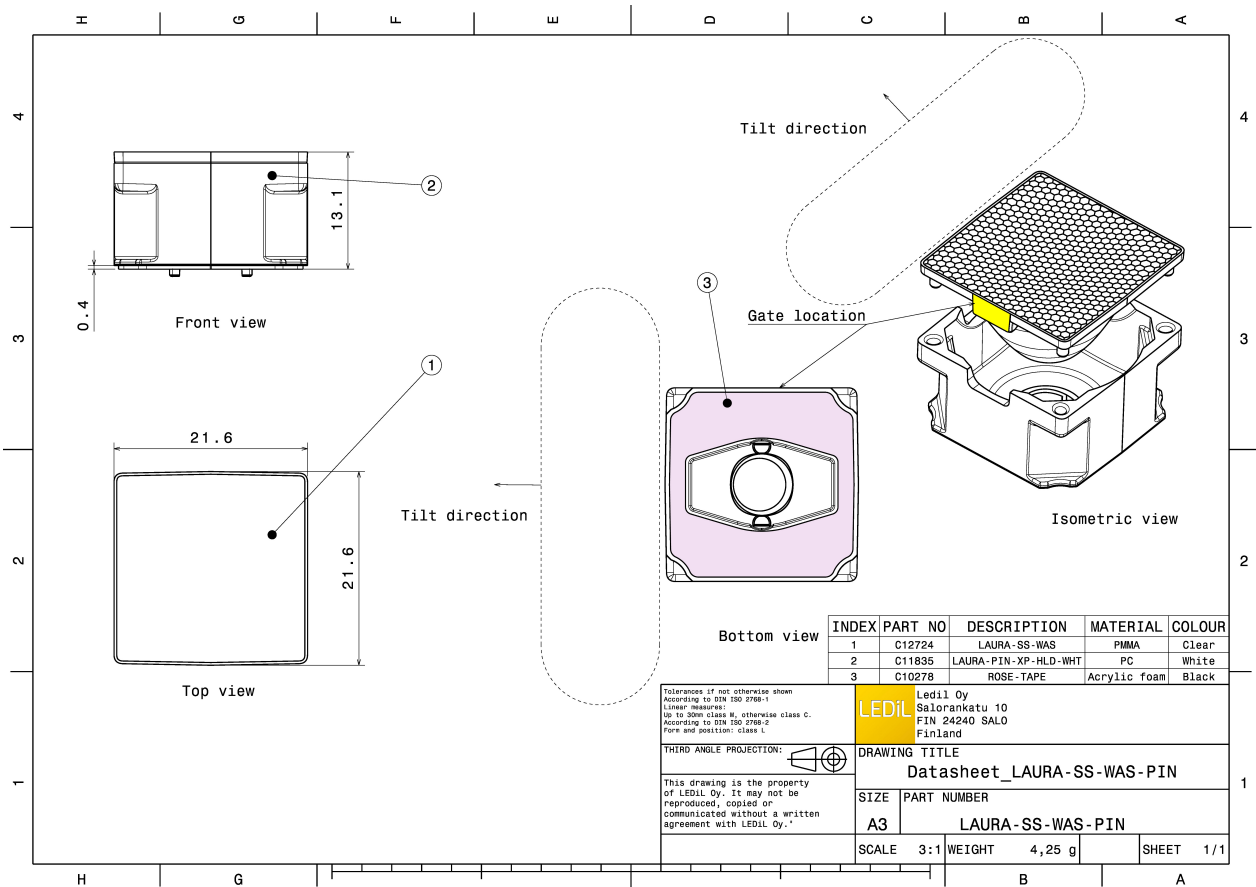 H G F E D C B A
4
4
Tilt direction
2
13.1
0.4
Front view
3
Gate location
3
3
1
21.6
Tilt direction
21.6
Isometric view
2
2
Bottom view
Top view
INDEX PART NO DESCRIPTION MATERIAL COLOUR
1 C12724 LAURA-SS-WAS PMMA Clear
2 C11835 LAURA-PIN-XP-HLD-WHT PC White
3 C10278 ROSE-TAPE Acrylic foam Black
Tolerances if not otherwise shown
According to DIN ISO 2768-1
Linear measures:
Up to 30mm class M, otherwise class C.
According to DIN ISO 2768-2
Form and position: class L
LEDiL
Ledil Oy
Salorankatu 10
FIN 24240 SALO
Finland
THIRD ANGLE PROJECTION:
DRAWING TITLE
Datasheet_LAURA-SS-WAS-PIN
1
1
This drawing is the property
of LEDiL Oy. It may not be
reproduced, copied or
communicated without a written
agreement with LEDiL Oy."
SIZE PART NUMBER
A3 LAURA-SS-WAS-PIN
SCALE 3:1 WEIGHT 4,25 g SHEET 1/1
H G B A